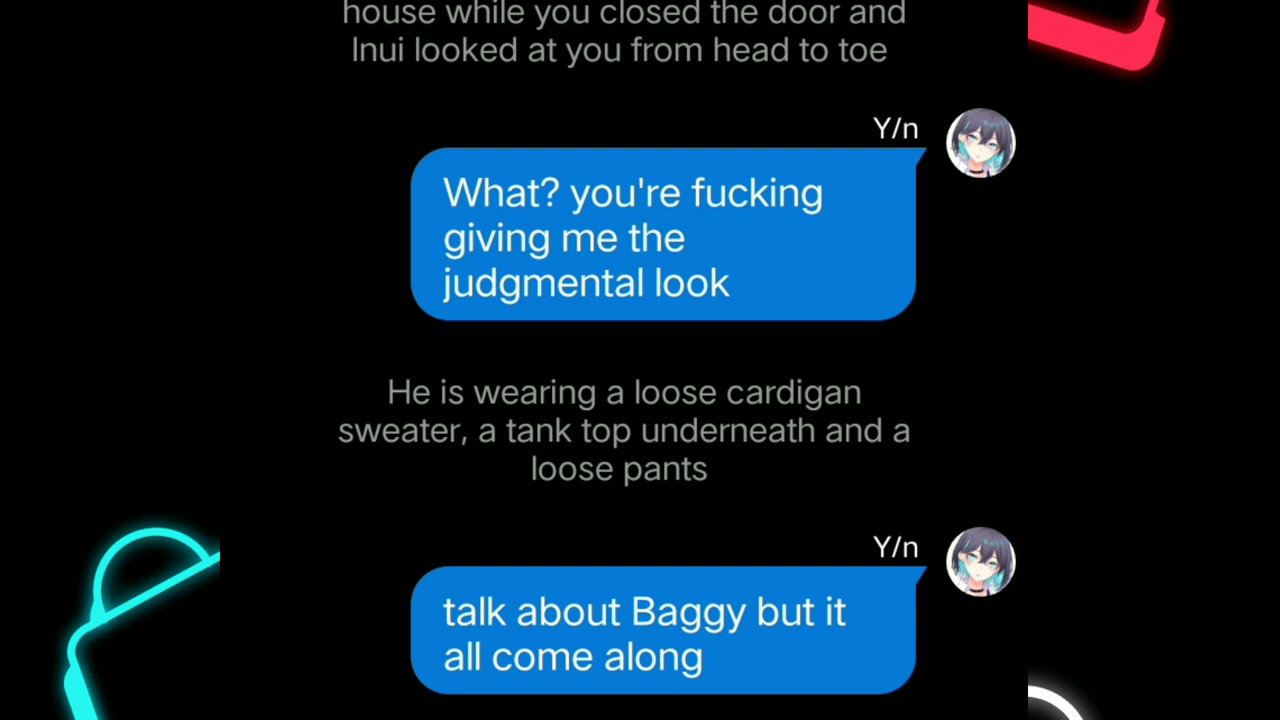 house while you closed the door and
Inui looked at you from head to toe
Y/n
What? you're fucking
giving me the
judgmental look
He is wearing a loose cardigan
sweater, a tank top underneath and a
loose pants
Y/n
talk about Baggy but it
all come along